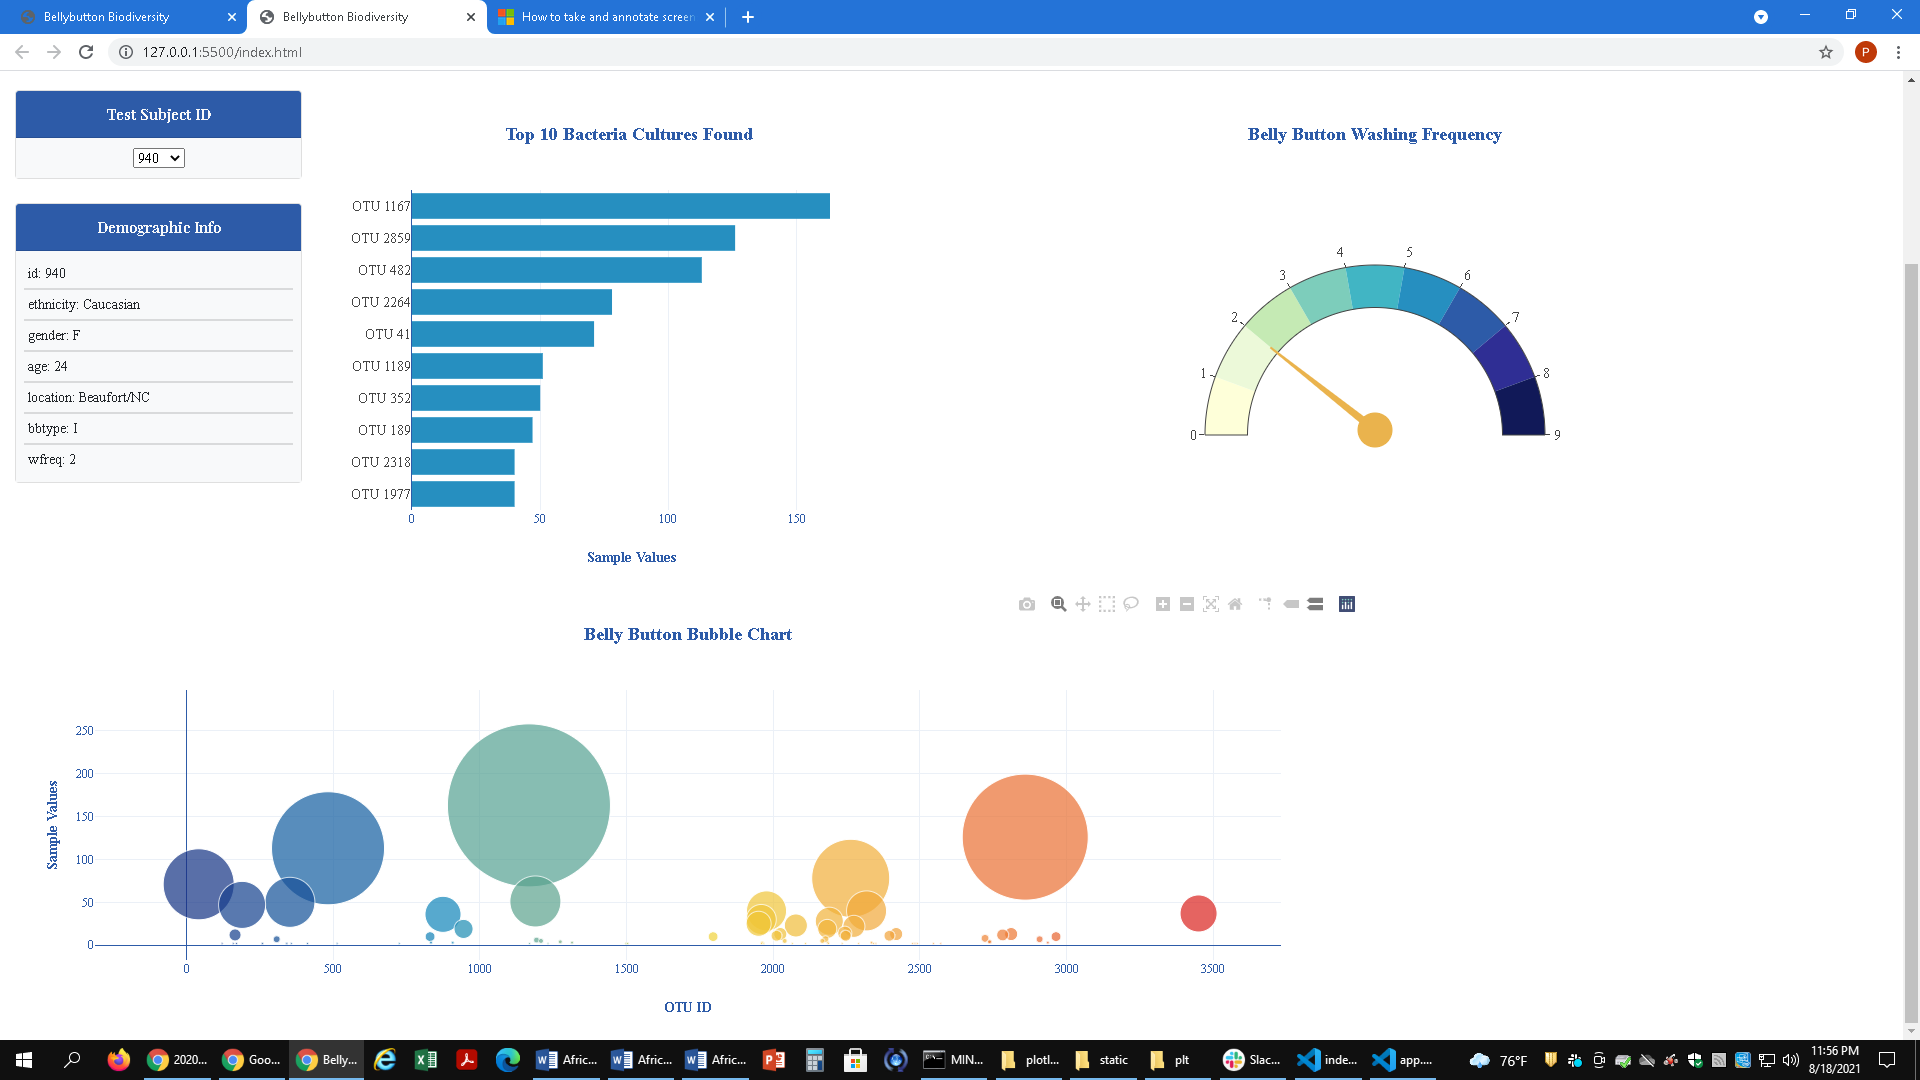 Bellybutton Biodiversity
Bellybutton Biodiversity
How to take and annotate screen
127.0.0.1:5500/index.html
P
Test Subject ID
940
Demographic Info
id: 940
ethnicity: Caucasian
gender: F
age: 24
location: Beaufort/NC
bbtype: I
wfreq: 2
Top 10 Bacteria Cultures Found
OTU 1167
OTU 2859
OTU 482
OTU 2264
OTU 41
OTU 1189
OTU 352
OTU 189
OTU 2318
OTU 1977
0 50 100 150
Sample Values
Belly Button Washing Frequency
0 1 2 3 4 5 6 7 8 9
Belly Button Bubble Chart
250
200
150
100
50
0
Sample Values
0 500 1000 1500 2000 2500 3000 3500
OTU ID
2020...
Goo...
Belly...
Afric...
Afric...
Afric...
MIN...
plotl...
static
plt
Slac...
inde...
app....
76°F
11:56 PM
8/18/2021